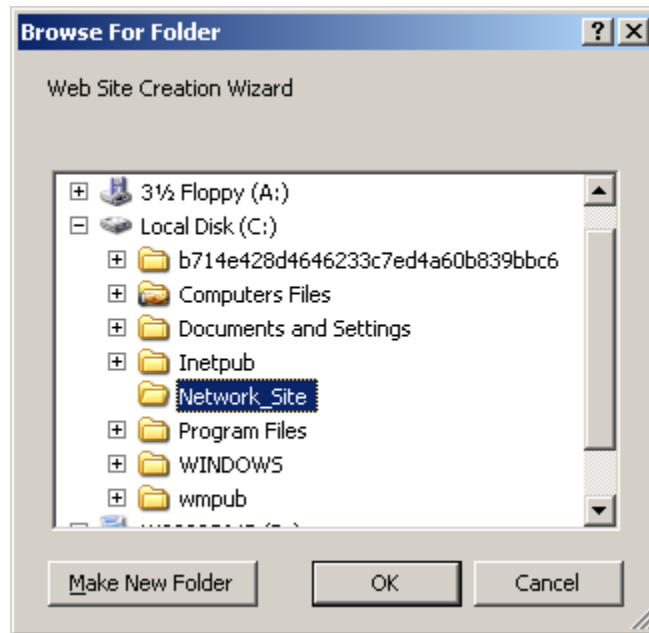 Browse For Folder
Web Site Creation Wizard
3½ Floppy (A:)
Local Disk (C:)
b714e428d4646233c7ed4a60b839bbc6
Computers Files
Documents and Settings
Inetpub
Network_Site
Program Files
WINDOWS
wmpub
Make New Folder
OK
Cancel